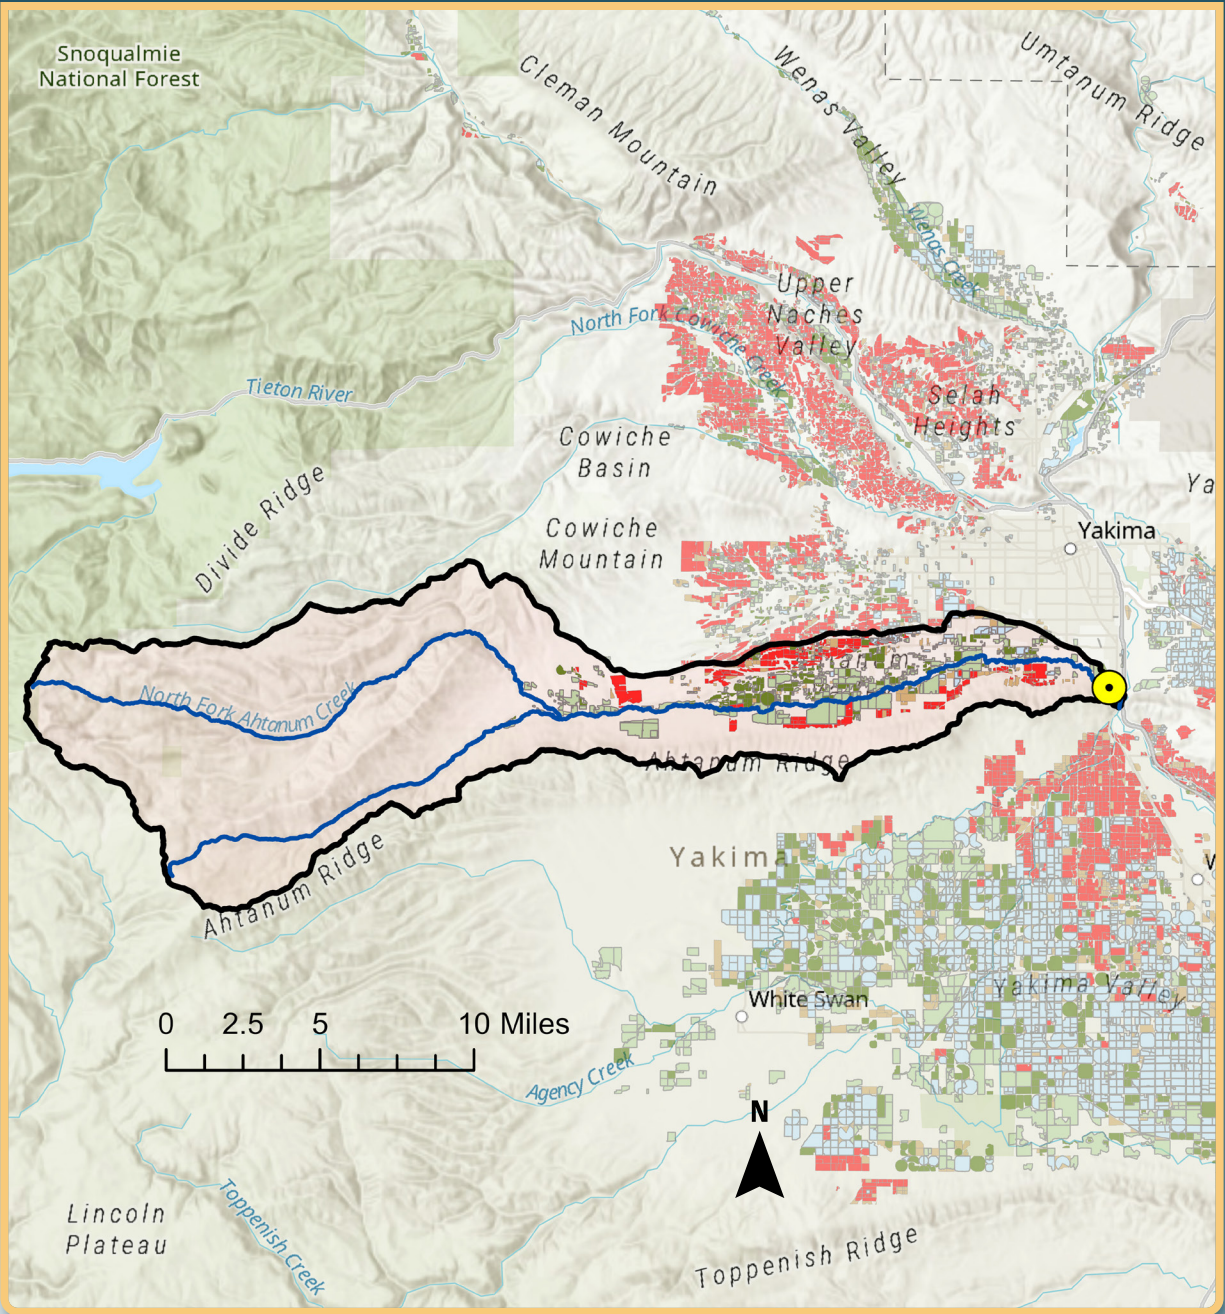 Snoqualmie
National Forest
Cleman Mountain
Wenas Valley
Umtanum Ridge
Wenas Creek
Upper
Naches
Valley
North Fork Cowiche Creek
Tieton River
Selah
Heights
Cowiche
Basin
Divide Ridge
Ya
Cowiche
Mountain
Yakima
North Fork Ahtanum Creek
Ahtanum Ridge
Ahtanum Ridge
Yakima
W
White Swan
Yakima Valley
0 2.5 5 10 Miles
Agency Creek
N
Toppenish Creek
Lincoln
Plateau
Toppenish Ridge